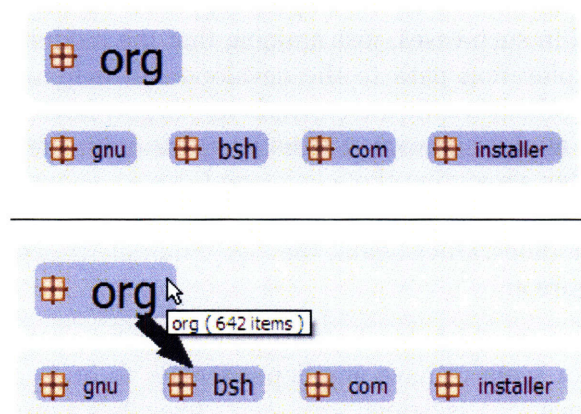 org
gnu bsh com installer
org
org ( 642 items )
gnu bsh com installer